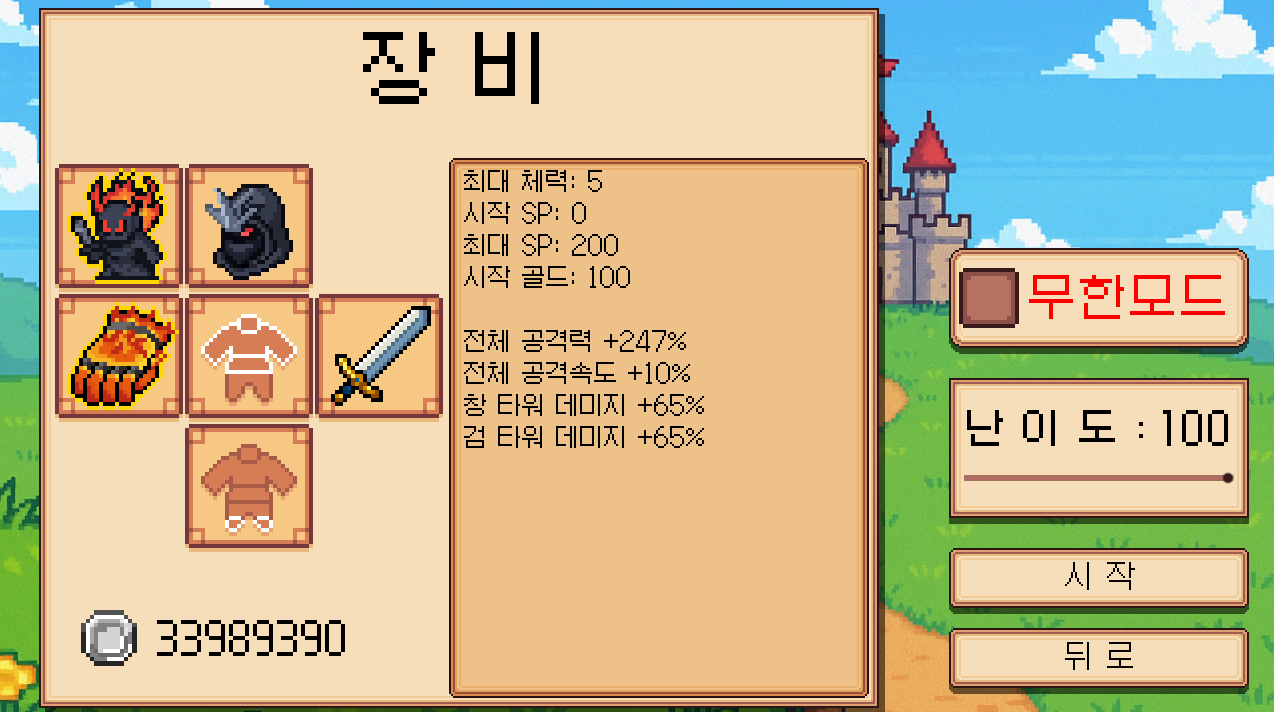 장 비
최대 체력: 5
시작 SP: 0
최대 SP: 200
시작 골드: 100
전체 공격력 +247%
전체 공격속도 +10%
창 타워 데미지 +65%
검 타워 데미지 +65%
33989390
무한모드
난 이 도 : 100
시 작
뒤 로